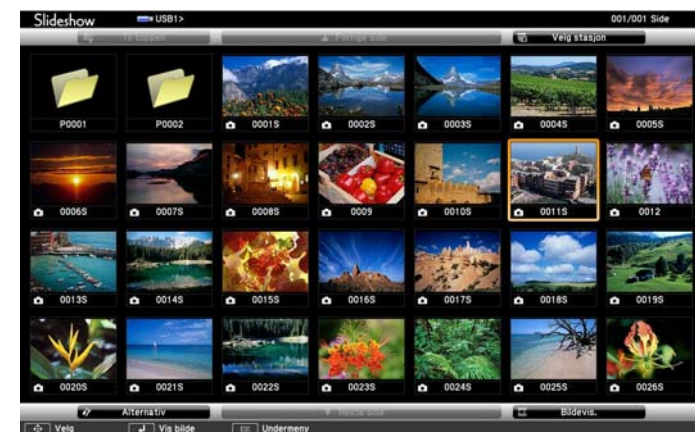 Slideshow USB1> 001/001 Side
Til toppen Forrige side Velg stasjon
P0001 P0002 0001S 0002S 0003S 0004S 0005S
0006S 0007S 0008S 0009 0010S 0011S 0012
0013S 0014S 0015S 0016S 0017S 0018S 0019S
0020S 0021S 0022S 0023S 0024S 0025S 0026S
Alternativ Neste side Bildevis.
Velg Vis bilde Esc Undermeny